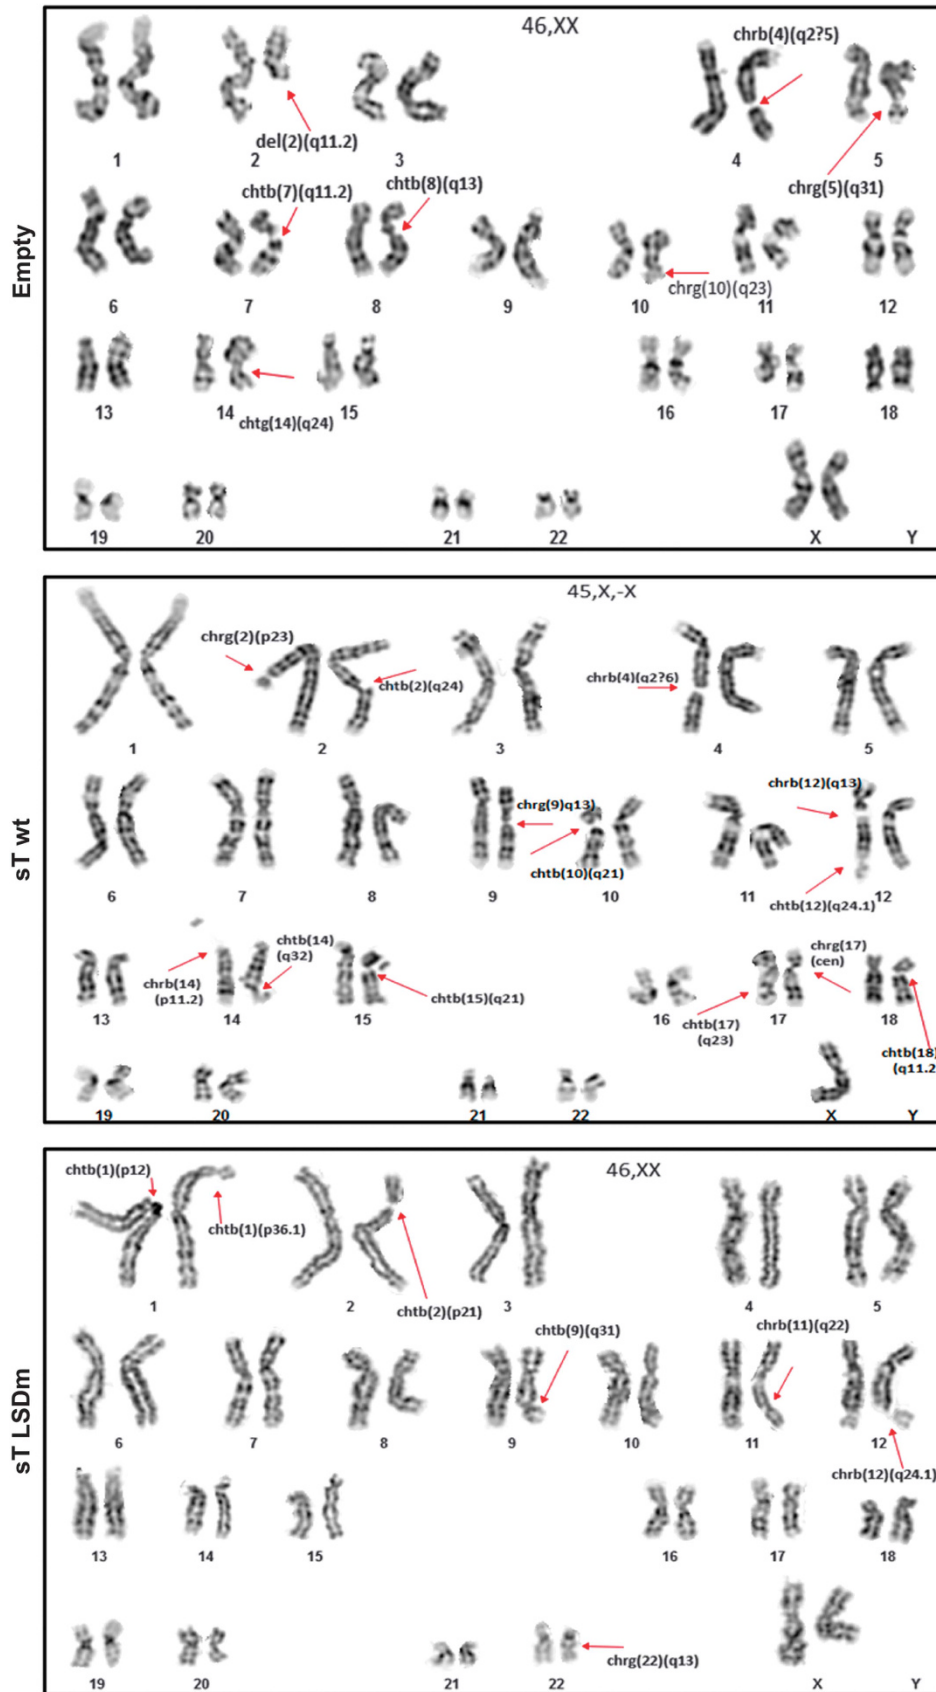 Empty
46,XX
chrb(4)(q2?5)
del(2)(q11.2)
1
2
3
4
5
chrg(5)(q31)
chtb(7)(q11.2)
chtb(8)(q13)
chrg(10)(q23)
6
7
8
9
10
11
12
13
14
15
16
17
18
chtg(14)(q24)
19
20
21
22
X
Y
sT wt
45,X,-X
chrg(2)(p23)
chtb(2)(q24)
chrb(4)(q2?6)
1
2
3
4
5
chrb(12)(q13)
chrg(9)q13)
chtb(10)(q21)
6
7
8
9
10
11
12
chtb(12)(q24.1)
chtb(14)
(q32)
chrg(17)
(cen)
chrb(14)
(p11.2)
chtb(15)(q21)
13
14
15
16
17
18
chtb(17)
(q23)
chtb(18)
(q11.2
19
20
21
22
X
Y
sT LSDm
46,XX
chtb(1)(p12)
chtb(1)(p36.1)
1
2
3
4
5
chtb(2)(p21)
chtb(9)(q31)
chrb(11)(q22)
6
7
8
9
10
11
12
chrb(12)(q24.1)
13
14
15
16
17
18
chrg(22)(q13)
19
20
21
22
X
Y